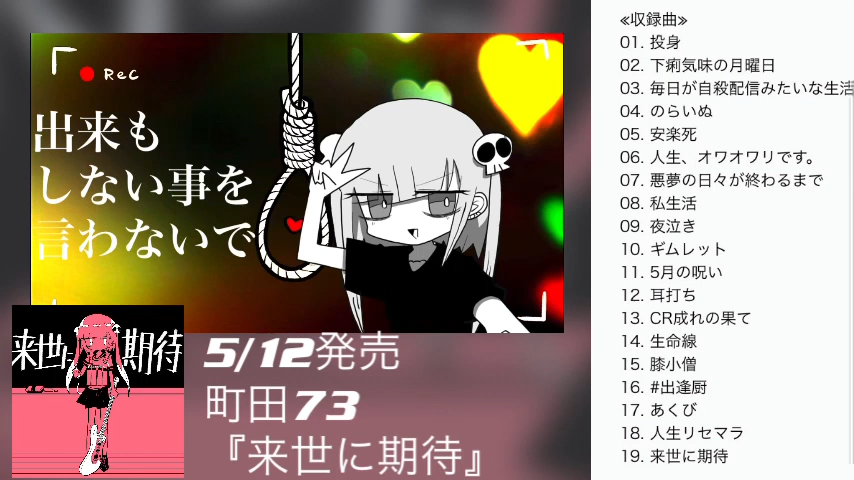 Rec
出来も
しない事を
言わないで
来世に期待
5/12発売
町田73
『来世に期待』
≪収録曲≫
01. 投身
02. 下痢気味の月曜日
03. 毎日が自殺配信みたいな生活
04. のらいぬ
05. 安楽死
06. 人生、オワオワリです。
07. 悪夢の日々が終わるまで
08. 私生活
09. 夜泣き
10. ギムレット
11. 5月の呪い
12. 耳打ち
13. CR成れの果て
14. 生命線
15. 膝小僧
16. #出逢厨
17. あくび
18. 人生リセマラ
19. 来世に期待